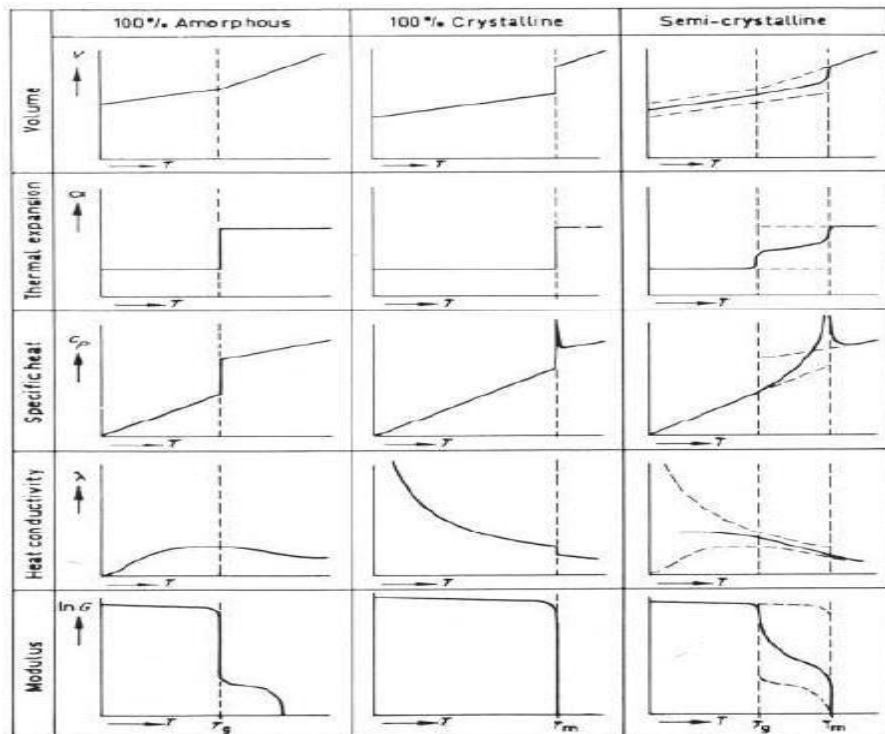 100% Amorphous
100% Crystalline
Semi-crystalline
Volume
V
T
T
T
Thermal expansion
α
T
T
T
Specific heat
Cp
T
T
T
Heat conductivity
λ
T
T
T
Modulus
ln G
T
Tg
T
Tm
T
Tg
Tm